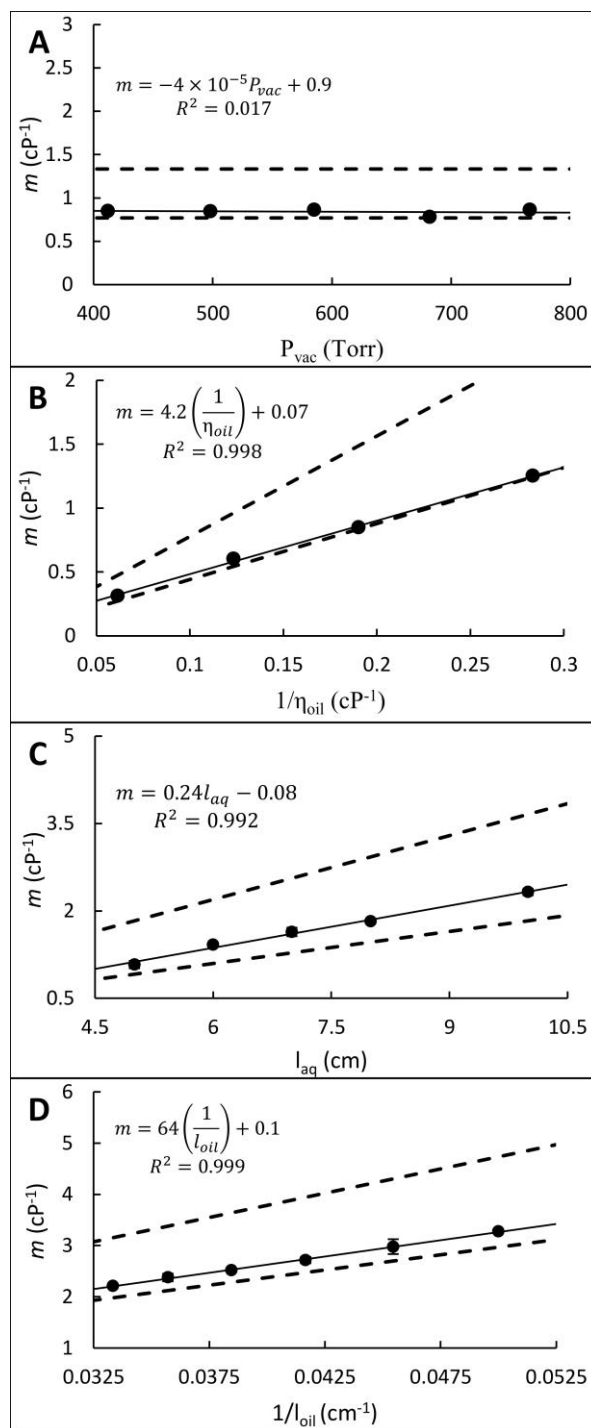 A
m = −4 × 10⁻⁵P_vac + 0.9
R² = 0.017
3
2.5
2
1.5
1
0.5
0
m (cP⁻¹)
400 500 600 700 800
P_vac (Torr)
B
m = 4.2(1/η_oil) + 0.07
R² = 0.998
2
1.5
1
0.5
0
m (cP⁻¹)
0.05 0.1 0.15 0.2 0.25 0.3
1/η_oil (cP⁻¹)
C
m = 0.24l_aq − 0.08
R² = 0.992
5
3.5
2
0.5
m (cP⁻¹)
4.5 6 7.5 9 10.5
l_aq (cm)
D
m = 64(1/l_oil) + 0.1
R² = 0.999
6
5
4
3
2
1
m (cP⁻¹)
0.0325 0.0375 0.0425 0.0475 0.0525
1/l_oil (cm⁻¹)